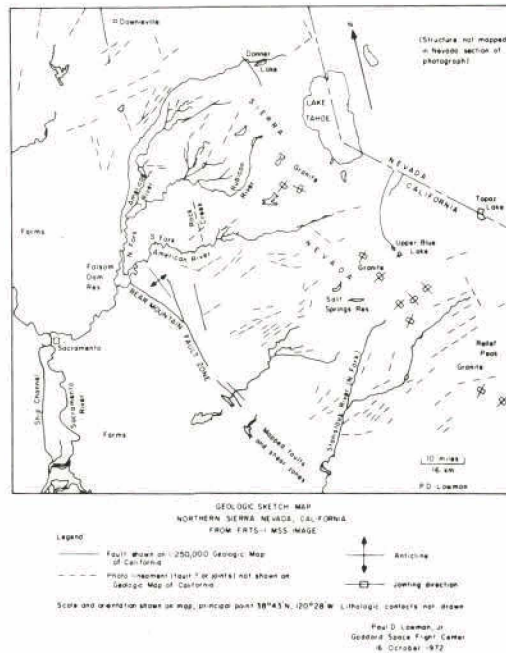 Downieville
Donner
Lake
N
(Structure not mapped
in Nevada section of
photograph)
LAKE
TAHOE
SIERRA
American
River
N Fork
Rubicon
River
Granite
NEVADA
CALIFORNIA
Topaz
Lake
Farms
S Fork
American River
Folsom
Dam
Res
NEVADA
Upper Blue
Lake
Granite
BEAR MOUNTAIN FAULT ZONE
Salt
Springs Res
Sacramento
Relief
Peak
Granite
Ship Channel
Sacramento
River
Farms
Mapped faults
and shear zones
Stanislaus River (N Fork)
10 miles
16 km
P.D. Lowman
GEOLOGIC SKETCH MAP
NORTHERN SIERRA NEVADA, CALIFORNIA
FROM ERTS-1 MSS IMAGE
Legend
Fault shown on 1:250,000 Geologic Map
of California
Anticline
Photo lineament (fault ? or joints) not shown on
Geologic Map of California
Jointing direction
Scale and orientation shown on map, principal point 38°43'N, 120°28'W Lithologic contacts not drawn
Paul D. Lowman, Jr
Goddard Space Flight Center
16 October 1972